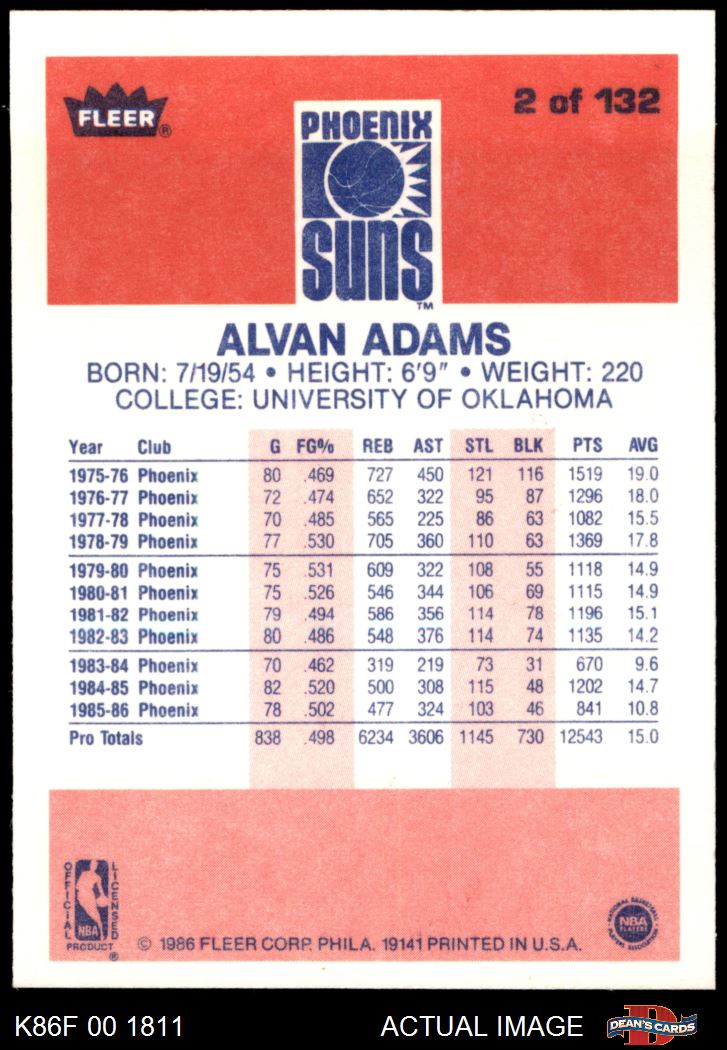 FLEER®
2 of 132
PHOENIX
SUNS
TM
ALVAN ADAMS
BORN: 7/19/54 • HEIGHT: 6'9" • WEIGHT: 220
COLLEGE: UNIVERSITY OF OKLAHOMA
Year Club G FG% REB AST STL BLK PTS AVG
1975-76 Phoenix 80 .469 727 450 121 116 1519 19.0
1976-77 Phoenix 72 .474 652 322 95 87 1296 18.0
1977-78 Phoenix 70 .485 565 225 86 63 1082 15.5
1978-79 Phoenix 77 .530 705 360 110 63 1369 17.8
1979-80 Phoenix 75 .531 609 322 108 55 1118 14.9
1980-81 Phoenix 75 .526 546 344 106 69 1115 14.9
1981-82 Phoenix 79 .494 586 356 114 78 1196 15.1
1982-83 Phoenix 80 .486 548 376 114 74 1135 14.2
1983-84 Phoenix 70 .462 319 219 73 31 670 9.6
1984-85 Phoenix 82 .520 500 308 115 48 1202 14.7
1985-86 Phoenix 78 .502 477 324 103 46 841 10.8
Pro Totals 838 .498 6234 3606 1145 730 12543 15.0
OFFICIAL
LICENSED
NBA
PRODUCT
®
© 1986 FLEER CORP. PHILA. 19141 PRINTED IN U.S.A.
NATIONAL BASKETBALL
NBA
PLAYERS
PLAYERS ASSOCIATION
K86F 00 1811
ACTUAL IMAGE
D
DEAN'S CARDS